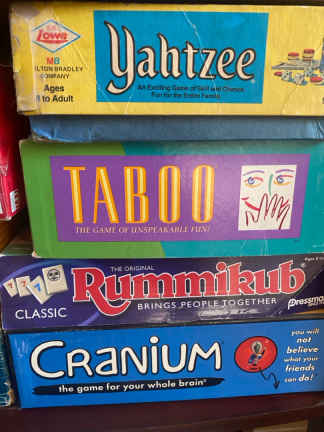 Lowe
MB
MILTON BRADLEY
COMPANY
Ages
8 to Adult
Yahtzee
An Exciting Game of Skill and Chance
Fun for the Entire Family
TABOO
THE GAME OF UNSPEAKABLE FUN!
THE ORIGINAL
Rummikub
BRINGS PEOPLE TOGETHER
CLASSIC
pressman
CRANIUM
the game for your whole brain®
you will
not
believe
what your
friends
can do!